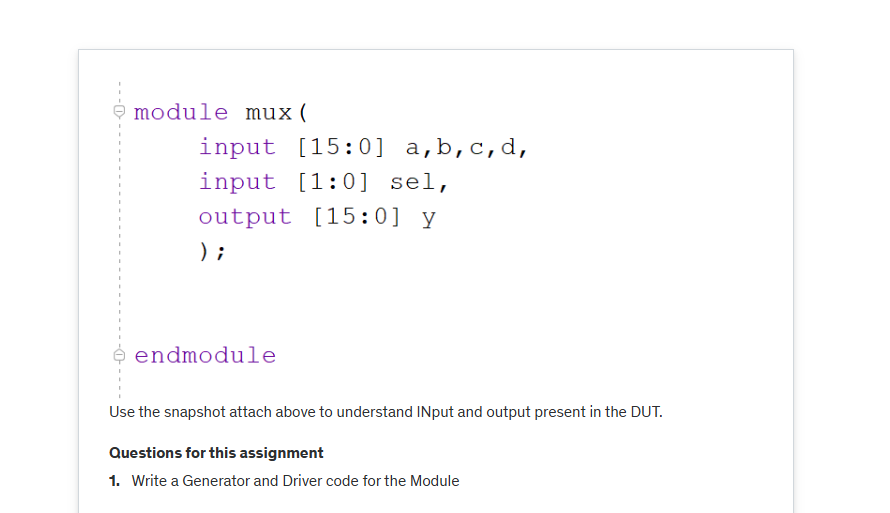 module mux(
input [15:0] a,b,c,d,
input [1:0] sel,
output [15:0] y
);
endmodule
Use the snapshot attach above to understand INput and output present in the DUT.
Questions for this assignment
1. Write a Generator and Driver code for the Module